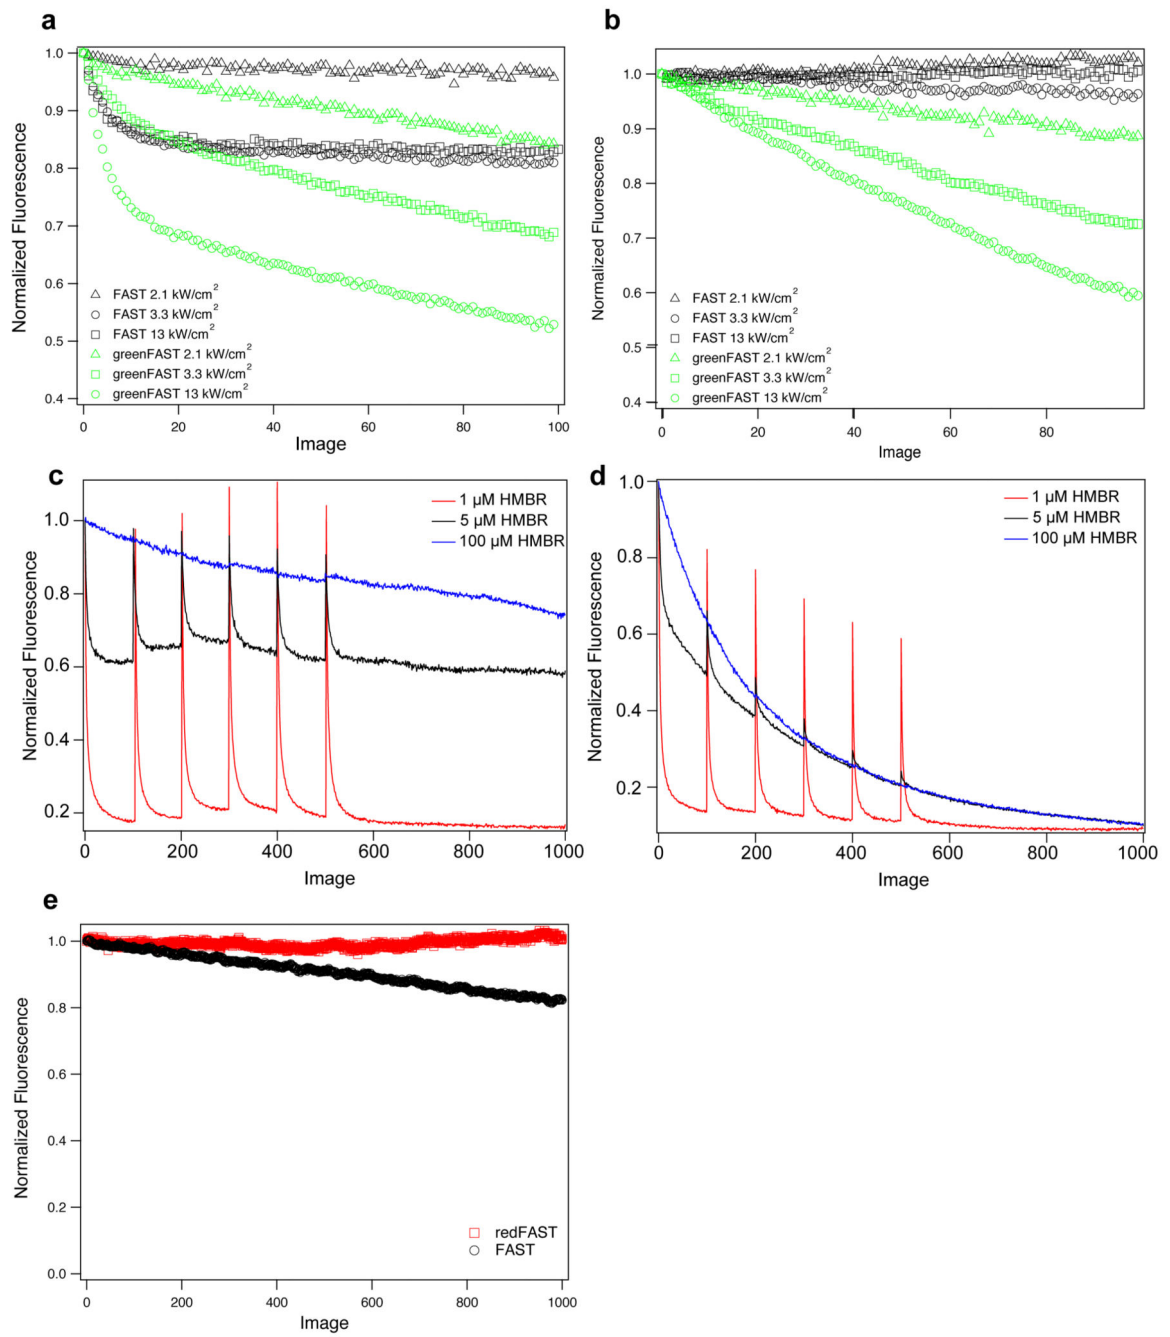 a
1.0
0.9
0.8
0.7
0.6
0.5
0.4
Normalized Fluorescence
FAST 2.1 kW/cm²
FAST 3.3 kW/cm²
FAST 13 kW/cm²
greenFAST 2.1 kW/cm²
greenFAST 3.3 kW/cm²
greenFAST 13 kW/cm²
0 20 40 60 80 100
Image
b
1.0
0.9
0.8
0.7
0.6
0.5
0.4
Normalized Fluorescence
FAST 2.1 kW/cm²
FAST 3.3 kW/cm²
FAST 13 kW/cm²
greenFAST 2.1 kW/cm²
greenFAST 3.3 kW/cm²
greenFAST 13 kW/cm²
0 20 40 60 80
Image
c
1.0
0.8
0.6
0.4
0.2
Normalized Fluorescence
1 µM HMBR
5 µM HMBR
100 µM HMBR
0 200 400 600 800 1000
Image
d
1.0
0.8
0.6
0.4
0.2
Normalized Fluorescence
1 µM HMBR
5 µM HMBR
100 µM HMBR
0 200 400 600 800 1000
Image
e
1.0
0.8
0.6
0.4
0.2
0.0
Normalized Fluorescence
redFAST
FAST
0 200 400 600 800 1000
Image